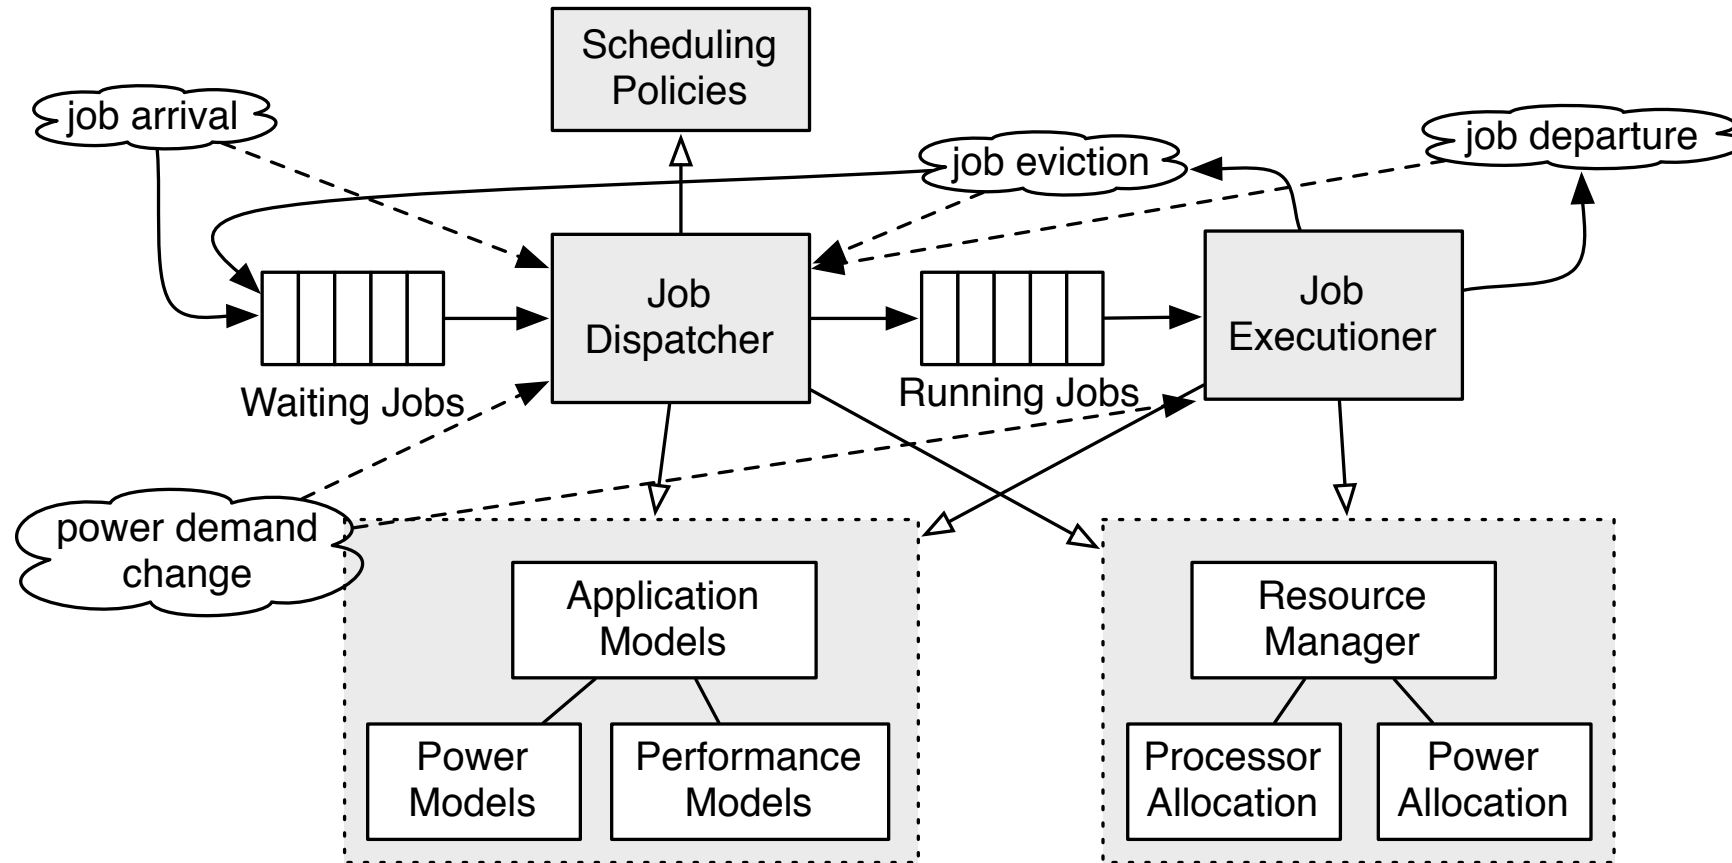 Scheduling
Policies
job arrival
job eviction
job departure
Job
Dispatcher
Job
Executioner
Waiting Jobs
Running Jobs
power demand
change
Application
Models
Resource
Manager
Power
Models
Performance
Models
Processor
Allocation
Power
Allocation